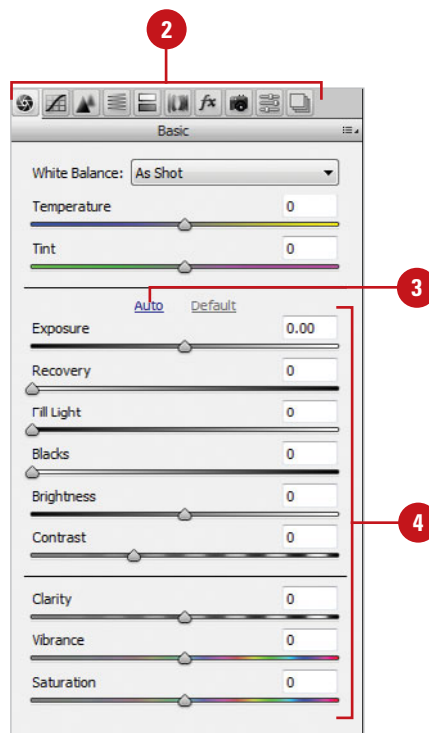 2
fx
Basic
White Balance: As Shot
Temperature 0
Tint 0
Auto Default
3
Exposure 0.00
Recovery 0
Fill Light 0
Blacks 0
Brightness 0
4
Contrast 0
Clarity 0
Vibrance 0
Saturation 0